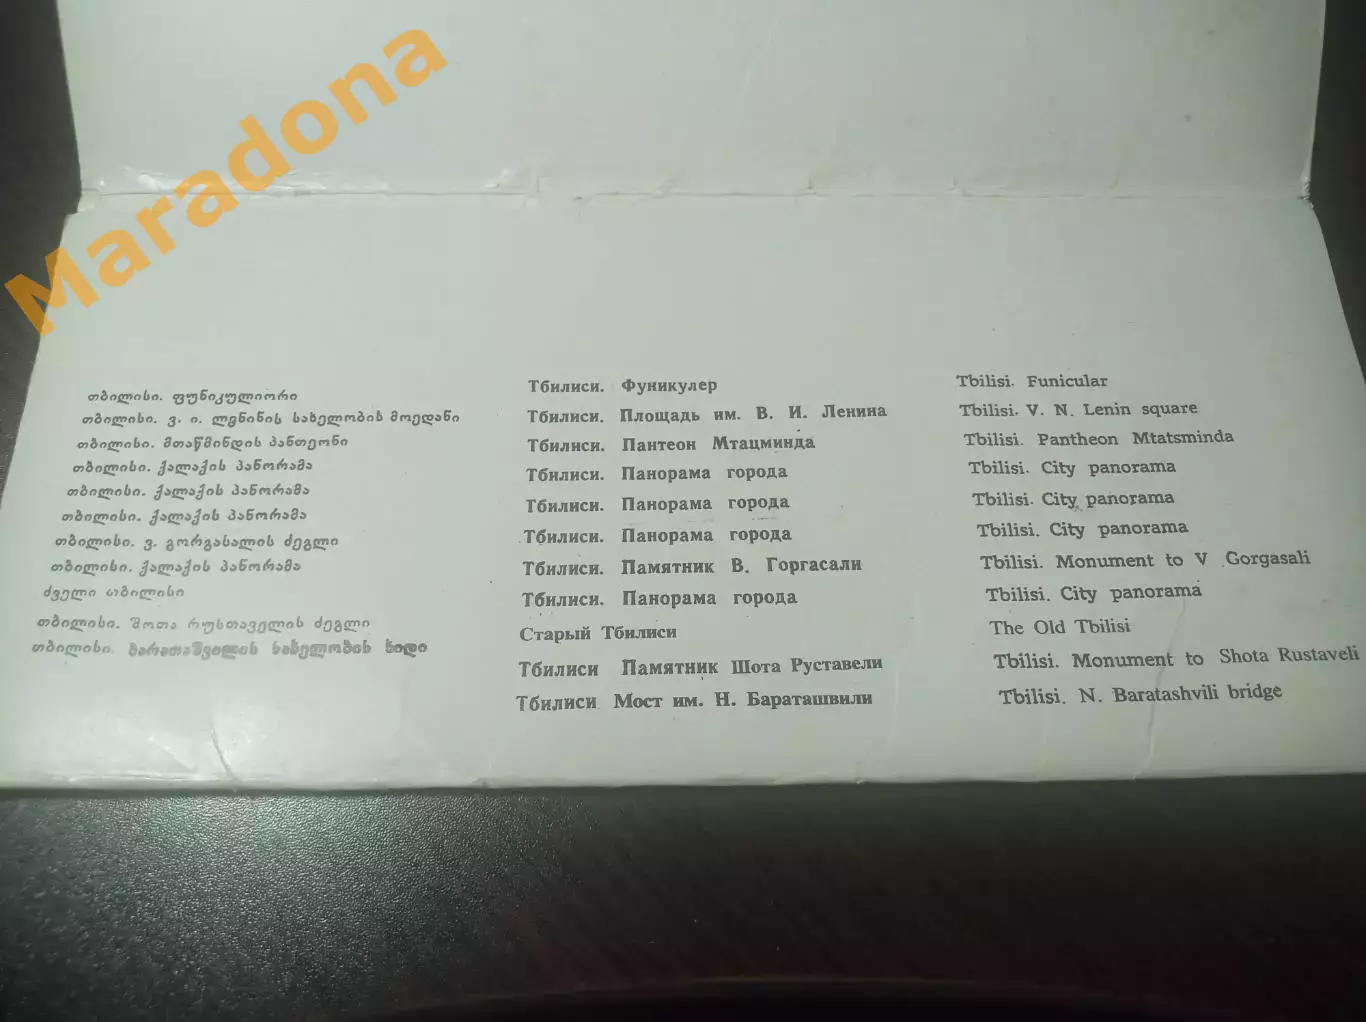 Maradona
თბილისი. ფუნიკულიორი
თბილისი. ვ. ი. ლენინის სახელობის მოედანი
თბილისი. მთაწმინდის პანთეონი
თბილისი. ქალაქის პანორამა
თბილისი. ქალაქის პანორამა
თბილისი. ქალაქის პანორამა
თბილისი. ვ. გორგასალის ძეგლი
თბილისი. ქალაქის პანორამა
ძველი თბილისი
თბილისი. შოთა რუსთაველის ძეგლი
თბილისი. ბარათაშვილის სახელობის ხიდი
Тбилиси. Фуникулер
Тбилиси. Площадь им. В. И. Ленина
Тбилиси. Пантеон Мтацминда
Тбилиси. Панорама города
Тбилиси. Панорама города
Тбилиси. Панорама города
Тбилиси. Памятник В. Горгасали
Тбилиси. Панорама города
Старый Тбилиси
Тбилиси Памятник Шота Руставели
Тбилиси Мост им. Н. Бараташвили
Tbilisi. Funicular
Tbilisi. V. N. Lenin square
Tbilisi. Pantheon Mtatsminda
Tbilisi. City panorama
Tbilisi. City panorama
Tbilisi. City panorama
Tbilisi. Monument to V Gorgasali
Tbilisi. City panorama
The Old Tbilisi
Tbilisi. Monument to Shota Rustaveli
Tbilisi. N. Baratashvili bridge